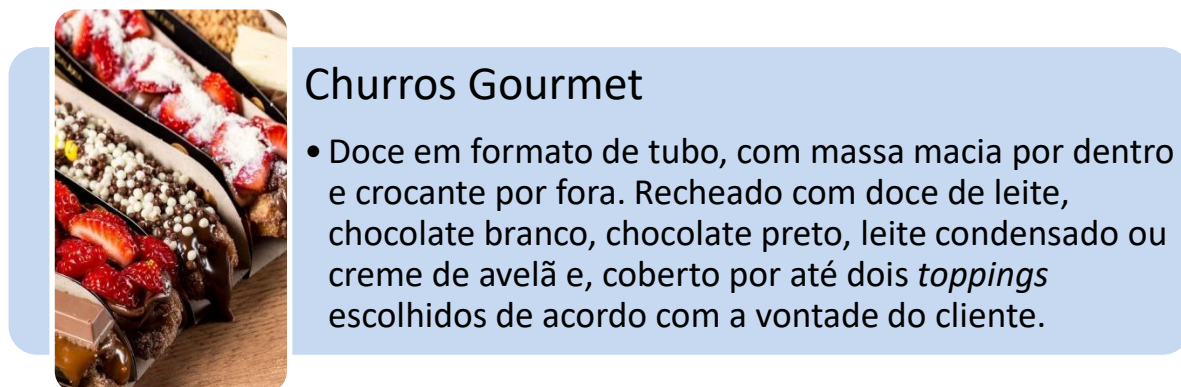 Churros Gourmet
• Doce em formato de tubo, com massa macia por dentro
e crocante por fora. Recheado com doce de leite,
chocolate branco, chocolate preto, leite condensado ou
creme de avelã e, coberto por até dois toppings
escolhidos de acordo com a vontade do cliente.